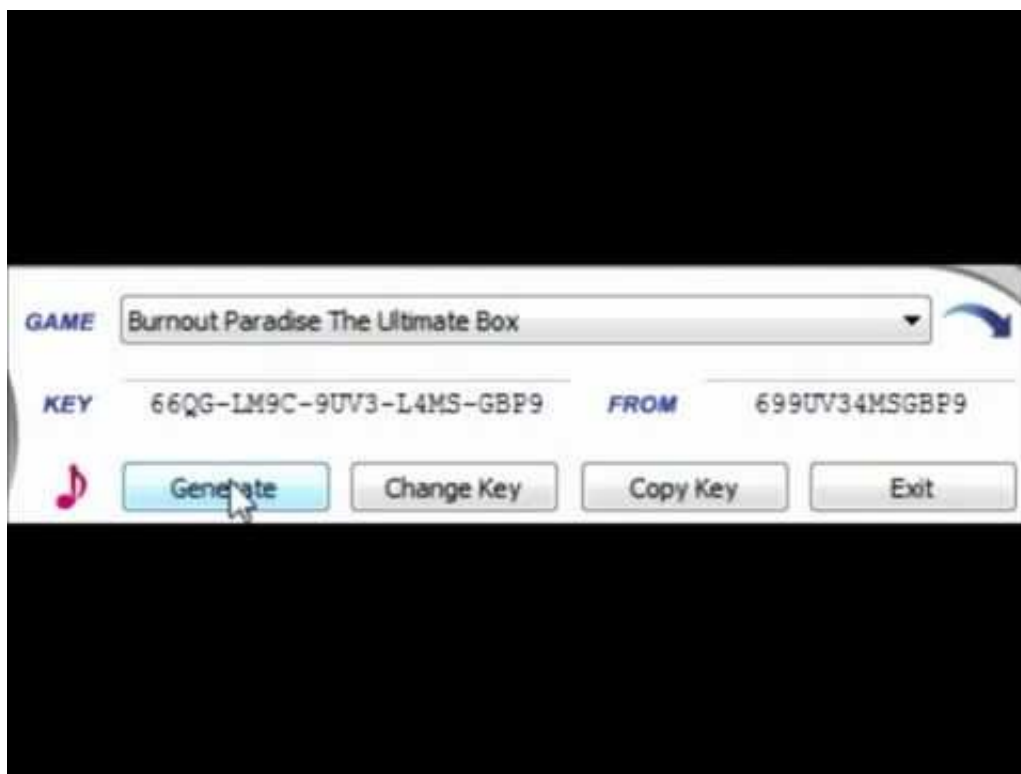 GAME Burnout Paradise The Ultimate Box
KEY 66QG-LM9C-9UV3-L4MS-GBP9 FROM 699UV34MSGBP9
Generate Change Key Copy Key Exit